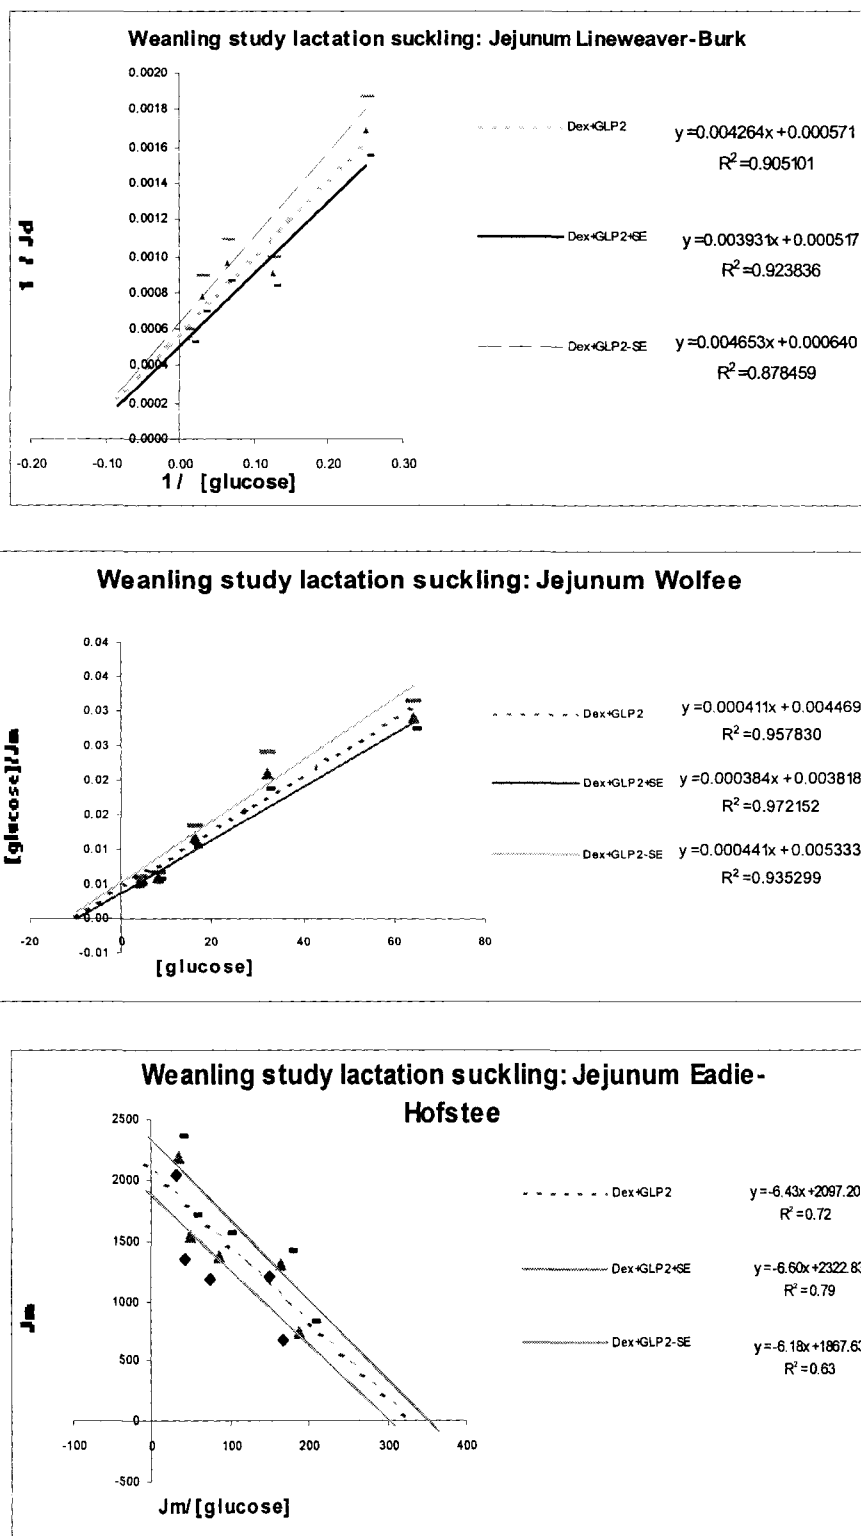 Weanling study lactation suckling: Jejunum Lineweaver-Burk
0.0020
0.0018
0.0016
0.0014
0.0012
0.0010
0.0008
0.0006
0.0004
0.0002
0.0000
-0.20 -0.10 0.00 0.10 0.20 0.30
1 / Jd
1 / [glucose]
Dex+GLP2 y=0.004264x+0.000571
R²=0.905101
Dex+GLP2+SE y=0.003931x+0.000517
R²=0.923836
Dex+GLP2-SE y=0.004653x+0.000640
R²=0.878459
Weanling study lactation suckling: Jejunum Wolfee
0.04
0.04
0.03
0.03
0.02
0.02
0.01
0.01
0.00
-0.01
-20 0 20 40 60 80
[glucose]/Jm
[glucose]
Dex+GLP2 y=0.000411x+0.004469
R²=0.957830
Dex+GLP2+SE y=0.000384x+0.003818
R²=0.972152
Dex+GLP2-SE y=0.000441x+0.005333
R²=0.935299
Weanling study lactation suckling: Jejunum Eadie-
Hofstee
2500
2000
1500
1000
500
0
-500
-100 0 100 200 300 400
Jm
Jm/[glucose]
Dex+GLP2 y=-6.43x+2097.20
R²=0.72
Dex+GLP2+SE y=-6.60x+2322.83
R²=0.79
Dex+GLP2-SE y=-6.18x+1867.63
R²=0.63